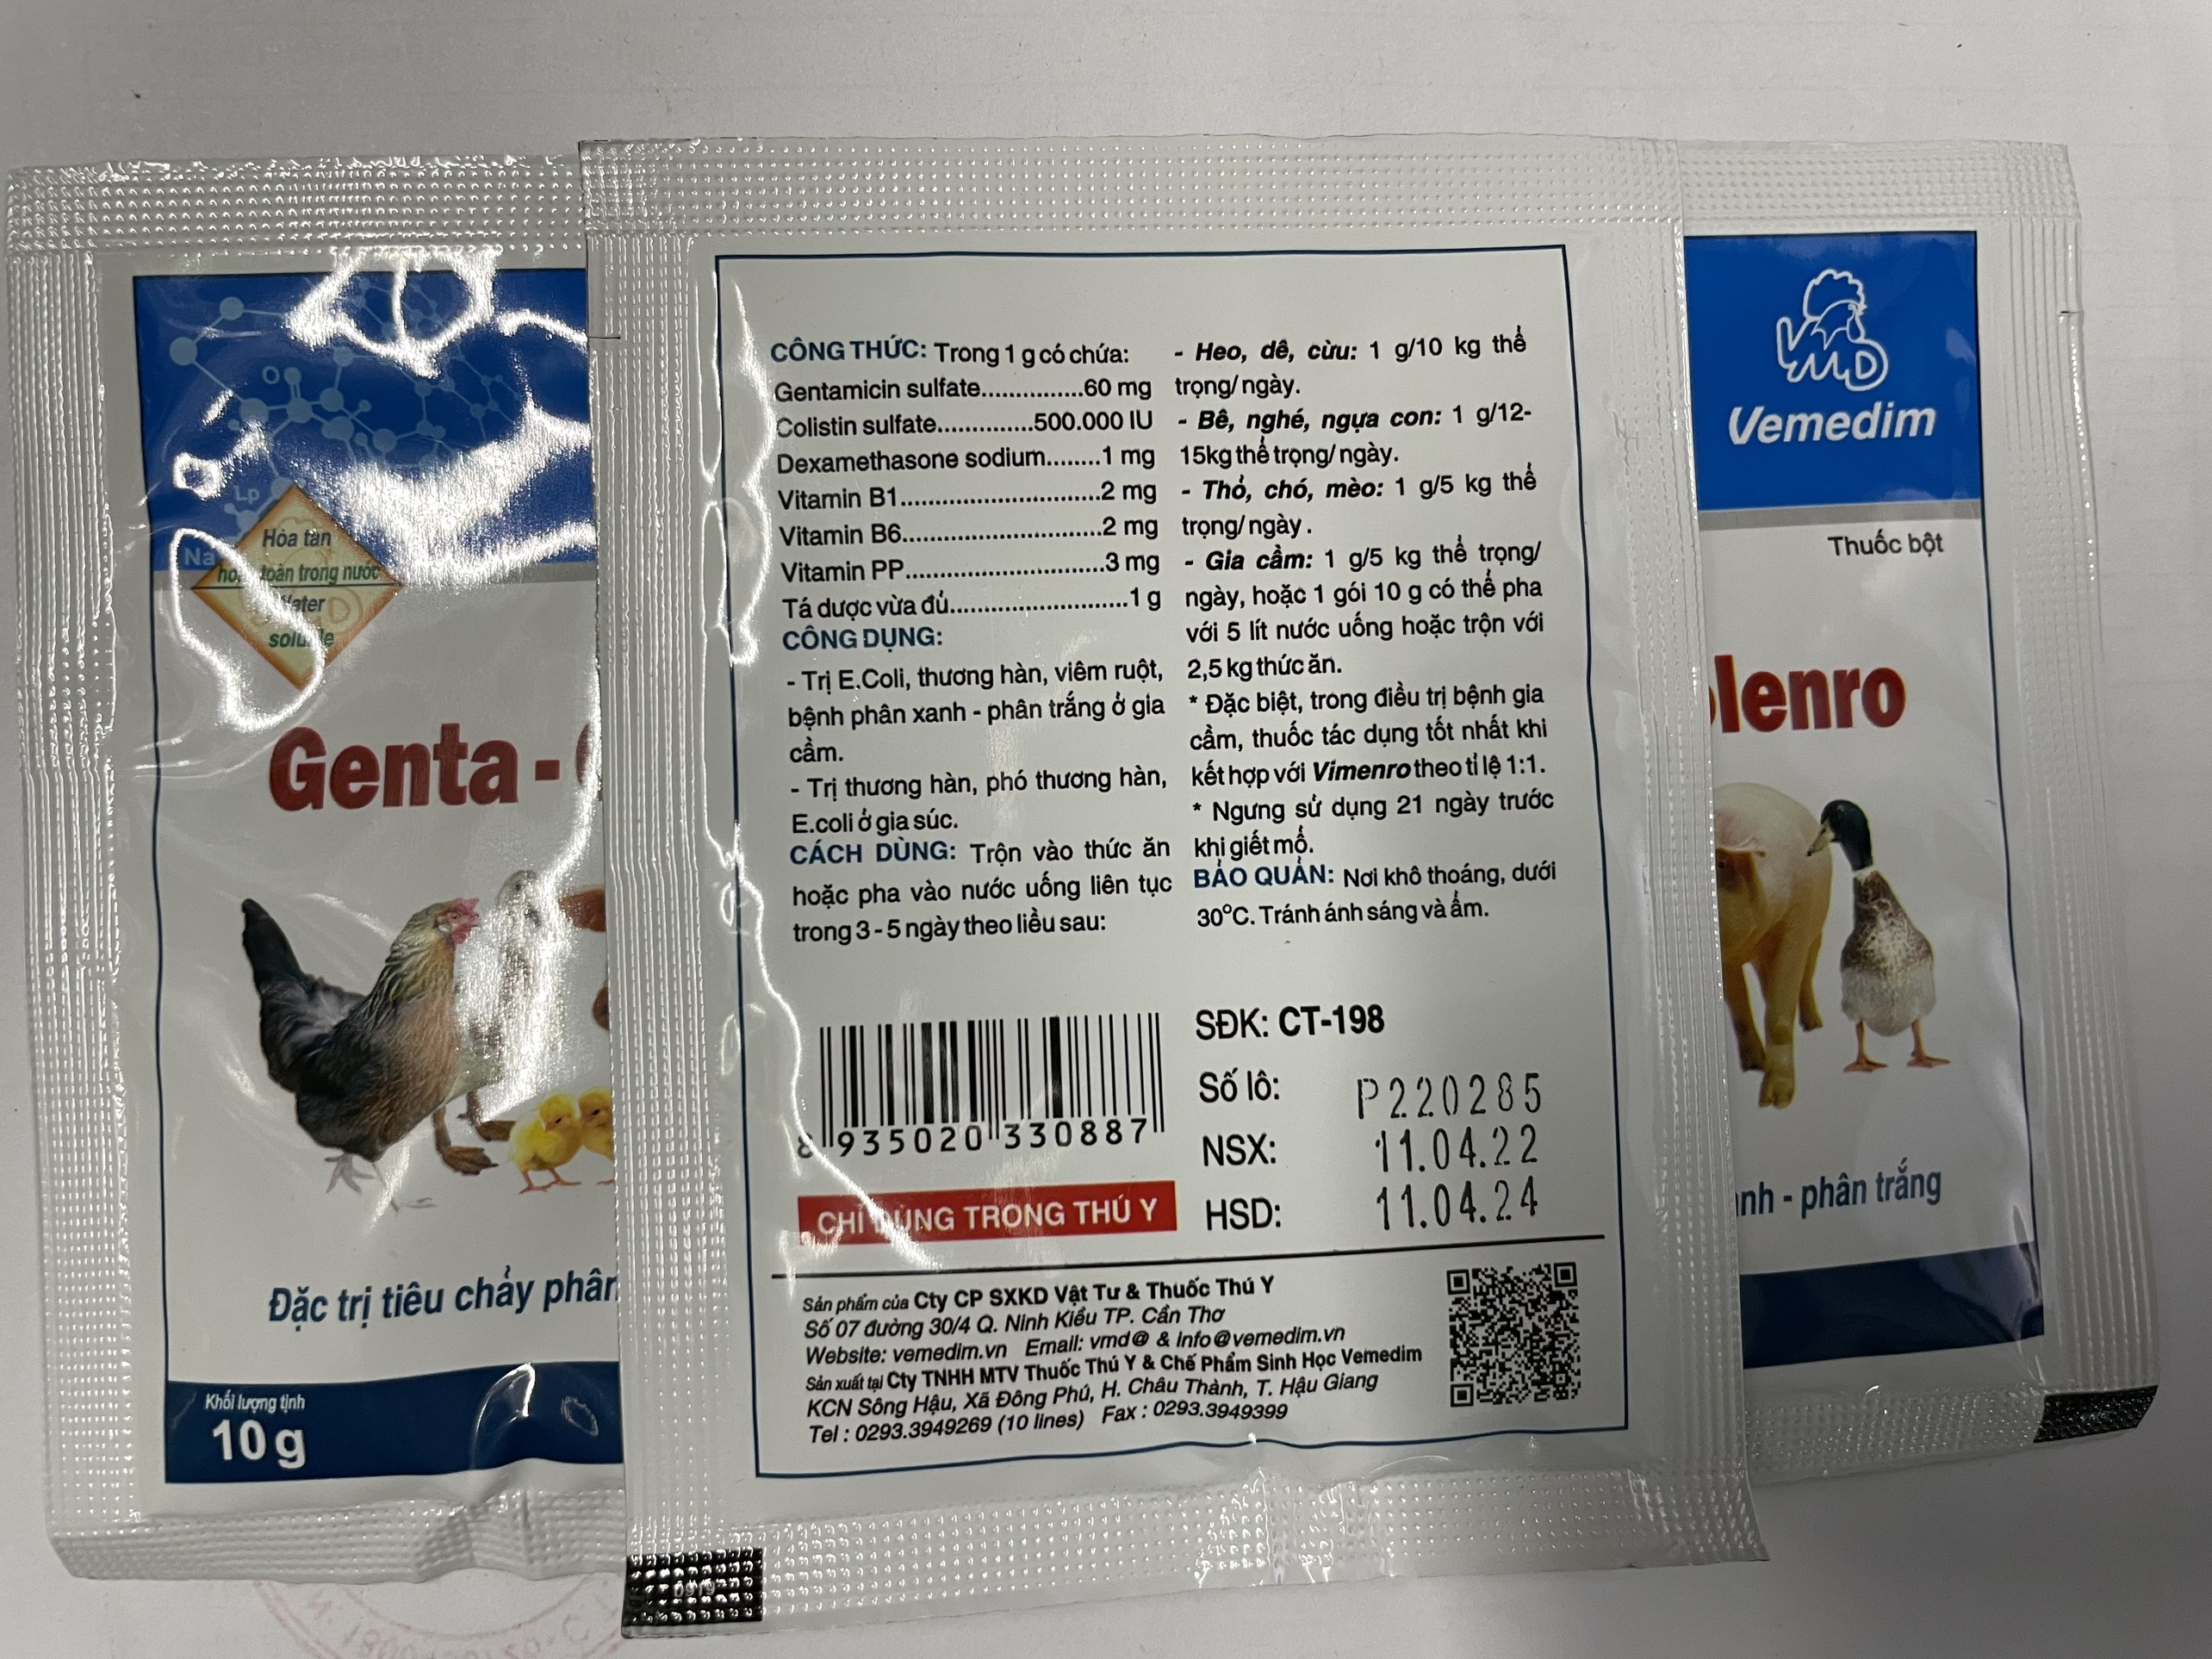 Lp
Na
Hòa tan
toàn trong nước
Water
Genta -
Đặc trị tiêu chảy phân
Khối lượng tịnh
10 g
CÔNG THỨC: Trong 1 g có chứa:
Gentamicin sulfate...............60 mg
Colistin sulfate..............500.000 IU
Dexamethasone sodium........1 mg
Vitamin B1.............................2 mg
Vitamin B6.............................2 mg
Vitamin PP.............................3 mg
Tá dược vừa đủ..........................1 g
CÔNG DỤNG:
- Trị E.Coli, thương hàn, viêm ruột,
bệnh phân xanh - phân trắng ở gia
cầm.
- Trị thương hàn, phó thương hàn,
E.coli ở gia súc.
CÁCH DÙNG: Trộn vào thức ăn
hoặc pha vào nước uống liên tục
trong 3 - 5 ngày theo liều sau:
- Heo, dê, cừu: 1 g/10 kg thể
trọng/ ngày.
- Bê, nghé, ngựa con: 1 g/12-
15kg thể trọng/ ngày.
- Thỏ, chó, mèo: 1 g/5 kg thể
trọng/ ngày .
- Gia cầm: 1 g/5 kg thể trọng/
ngày, hoặc 1 gói 10 g có thể pha
với 5 lít nước uống hoặc trộn với
2,5 kg thức ăn.
* Đặc biệt, trong điều trị bệnh gia
cầm, thuốc tác dụng tốt nhất khi
kết hợp với Vimenro theo tỉ lệ 1:1.
* Ngưng sử dụng 21 ngày trước
khi giết mổ.
BẢO QUẢN: Nơi khô thoáng, dưới
30°C. Tránh ánh sáng và ẩm.
8 935020 330887
CHỈ DÙNG TRONG THÚ Y
SĐK: CT-198
Số lô: P220285
NSX: 11.04.22
HSD: 11.04.24
Sản phẩm của Cty CP SXKD Vật Tư & Thuốc Thú Y
Số 07 đường 30/4 Q. Ninh Kiều TP. Cần Thơ
Website: vemedim.vn Email: vmd@ & info@vemedim.vn
Sản xuất tại Cty TNHH MTV Thuốc Thú Y & Chế Phẩm Sinh Học Vemedim
KCN Sông Hậu, Xã Đông Phú, H. Châu Thành, T. Hậu Giang
Tel : 0293.3949269 (10 lines) Fax : 0293.3949399
VMD
Vemedim
Thuốc bột
lenro
nh - phân trắng